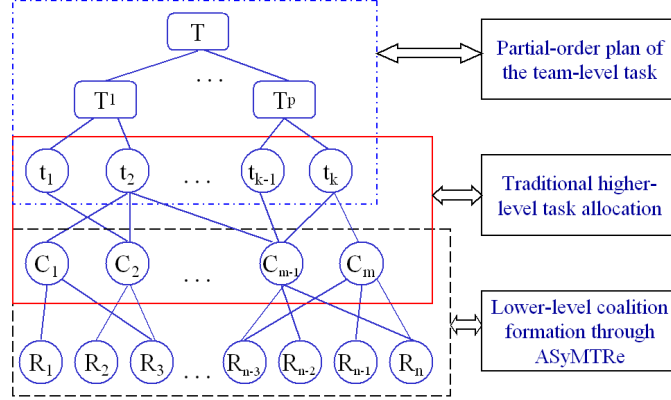 T
Partial-order plan of
the team-level task
. . .
T1 Tp
t1 t2 . . . tk-1 tk
Traditional higher-
level task allocation
C1 C2 . . . Cm-1 Cm
Lower-level coalition
formation through
ASyMTRe
R1 R2 R3 . . . Rn-3 Rn-2 Rn-1 Rn